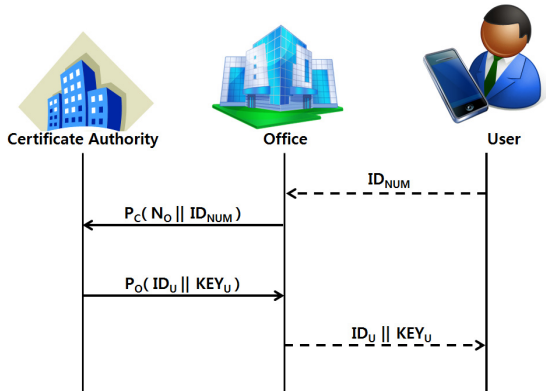 Certificate Authority
Office
User
ID_NUM
P_C( N_O || ID_NUM )
P_O( ID_U || KEY_U )
ID_U || KEY_U